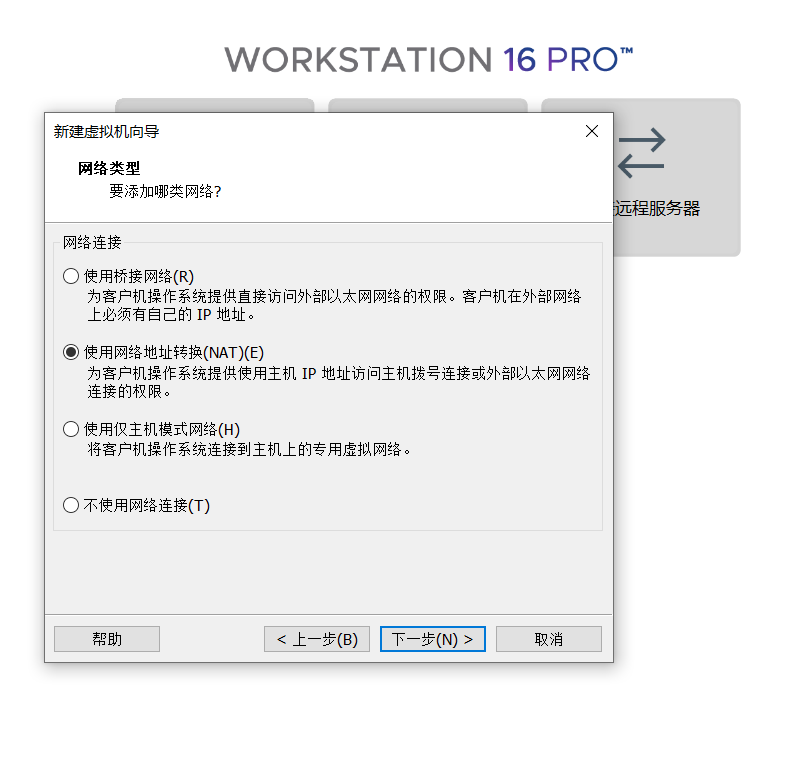 WORKSTATION 16 PRO™
新建虚拟机向导
网络类型
要添加哪类网络?
远程服务器
网络连接
使用桥接网络(R)
为客户机操作系统提供直接访问外部以太网网络的权限。客户机在外部网络
上必须有自己的 IP 地址。
使用网络地址转换(NAT)(E)
为客户机操作系统提供使用主机 IP 地址访问主机拨号连接或外部以太网网络
连接的权限。
使用仅主机模式网络(H)
将客户机操作系统连接到主机上的专用虚拟网络。
不使用网络连接(T)
帮助
< 上一步(B)
下一步(N) >
取消